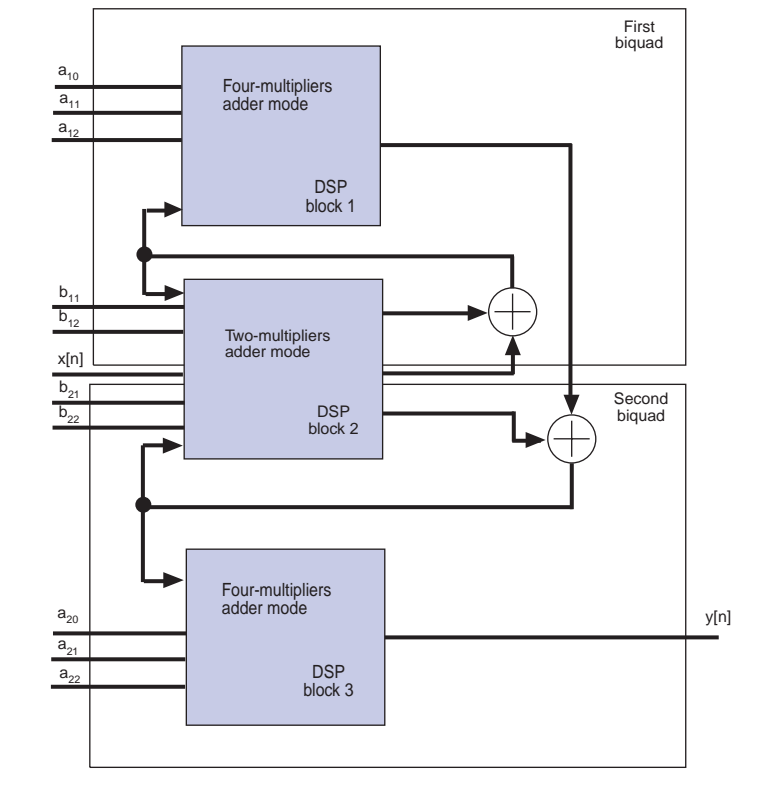 First
biquad
a10
a11
a12
Four-multipliers
adder mode
DSP
block 1
b11
b12
x[n]
b21
b22
Two-multipliers
adder mode
DSP
block 2
Second
biquad
Four-multipliers
adder mode
DSP
block 3
a20
a21
a22
y[n]